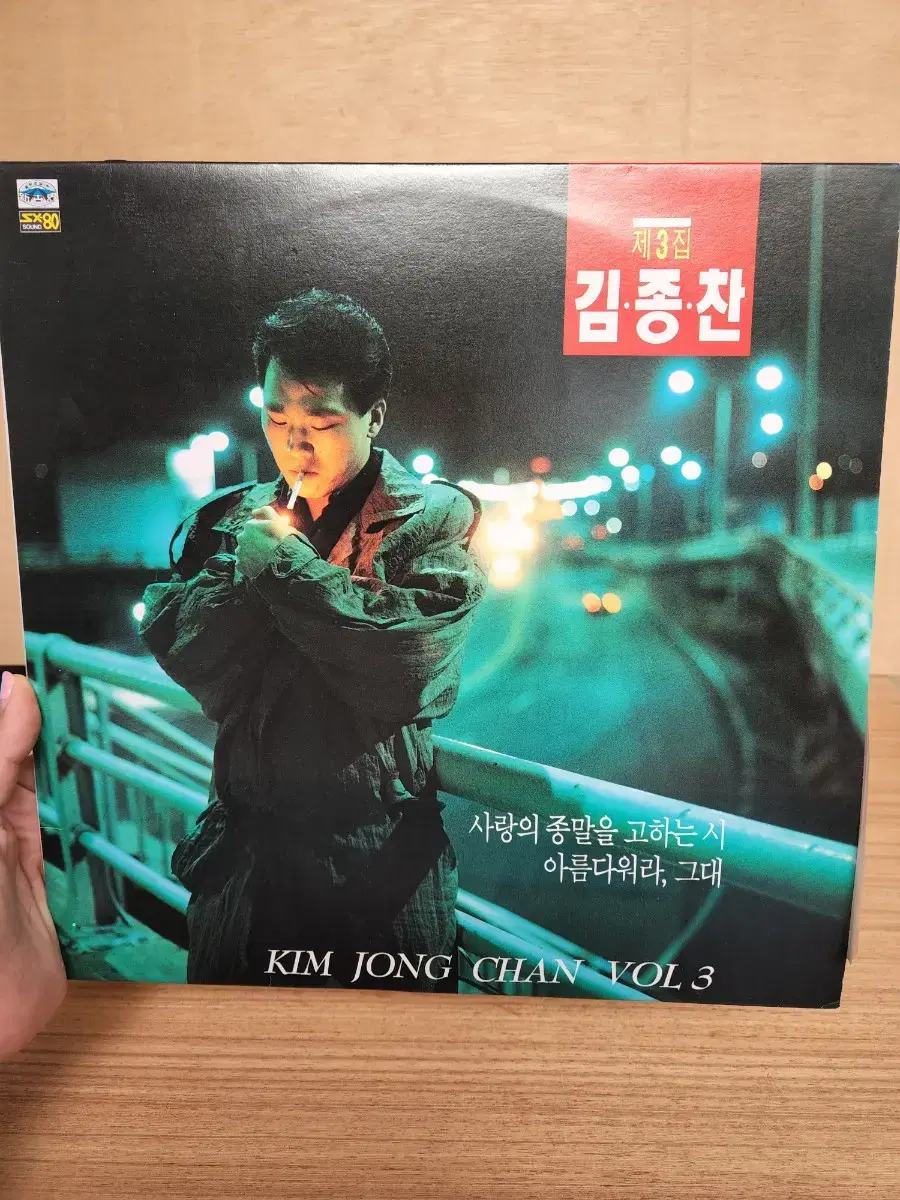 SX-80
SOUND
제3집
김·종·찬
사랑의 종말을 고하는 시
아름다워라, 그대
KIM JONG CHAN VOL 3